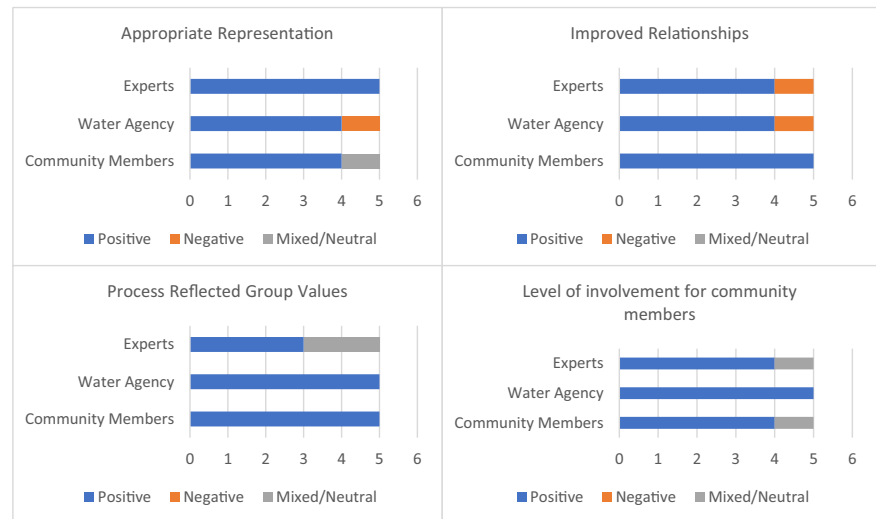 Appropriate Representation
Experts
Water Agency
Community Members
0 1 2 3 4 5 6
Positive Negative Mixed/Neutral
Improved Relationships
Experts
Water Agency
Community Members
0 1 2 3 4 5 6
Positive Negative Mixed/Neutral
Process Reflected Group Values
Experts
Water Agency
Community Members
0 1 2 3 4 5 6
Positive Negative Mixed/Neutral
Level of involvement for community
members
Experts
Water Agency
Community Members
0 1 2 3 4 5 6
Positive Negative Mixed/Neutral